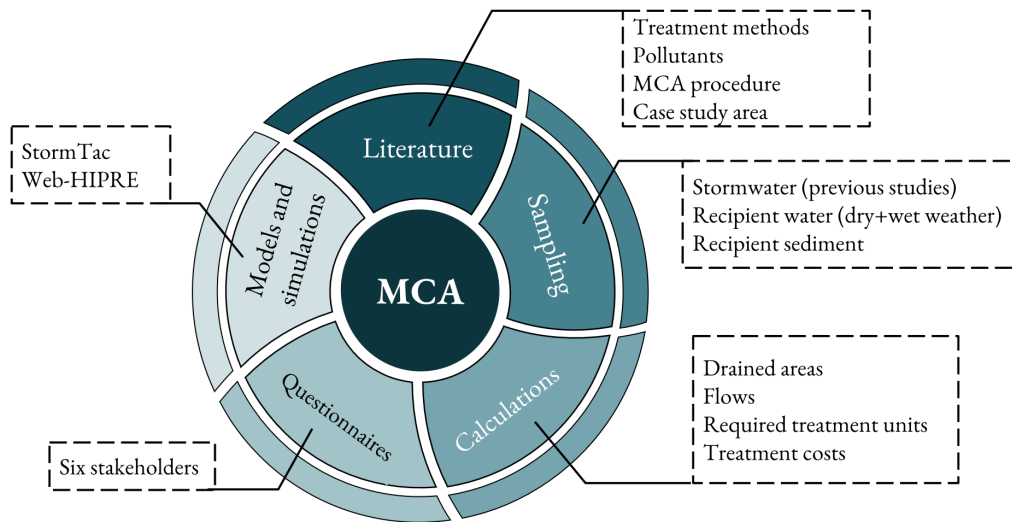 Treatment methods
Pollutants
MCA procedure
Case study area
StormTac
Web-HIPRE
Literature
Stormwater (previous studies)
Recipient water (dry+wet weather)
Recipient sediment
Sampling
Models and
simulations
MCA
Drained areas
Flows
Required treatment units
Treatment costs
Calculations
Questionnaires
Six stakeholders